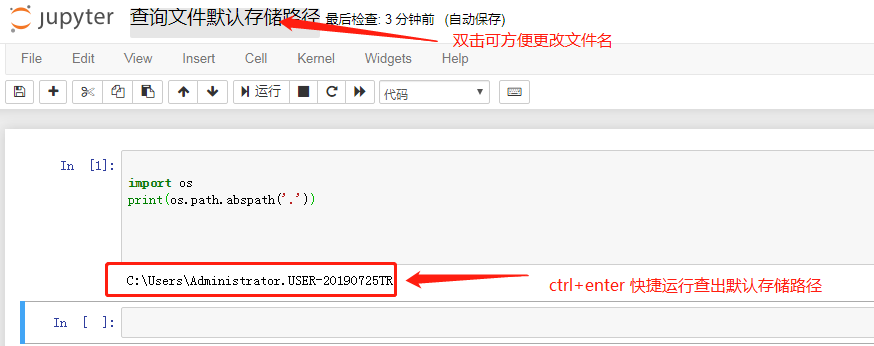 jupyter 查询文件默认存储路径 最后检查: 3 分钟前 (自动保存)
双击可方便更改文件名
File Edit View Insert Cell Kernel Widgets Help
运行 代码
In [1]:
import os
print(os.path.abspath('.'))
C:\Users\Administrator.USER-20190725TR
ctrl+enter 快捷运行查出默认存储路径
In [ ]: